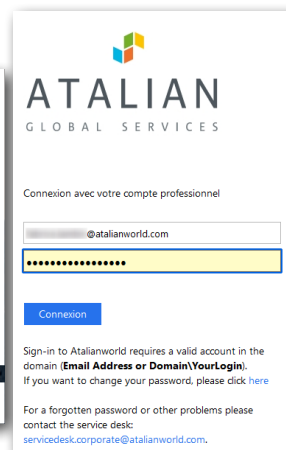 ATALIAN
GLOBAL SERVICES
Connexion avec votre compte professionnel
@atalianworld.com
•••••••••••••••••
Connexion
Sign-in to Atalianworld requires a valid account in the
domain (Email Address or Domain\YourLogin).
If you want to change your password, please click here
For a forgotten password or other problems please
contact the service desk:
servicedesk.corporate@atalianworld.com.